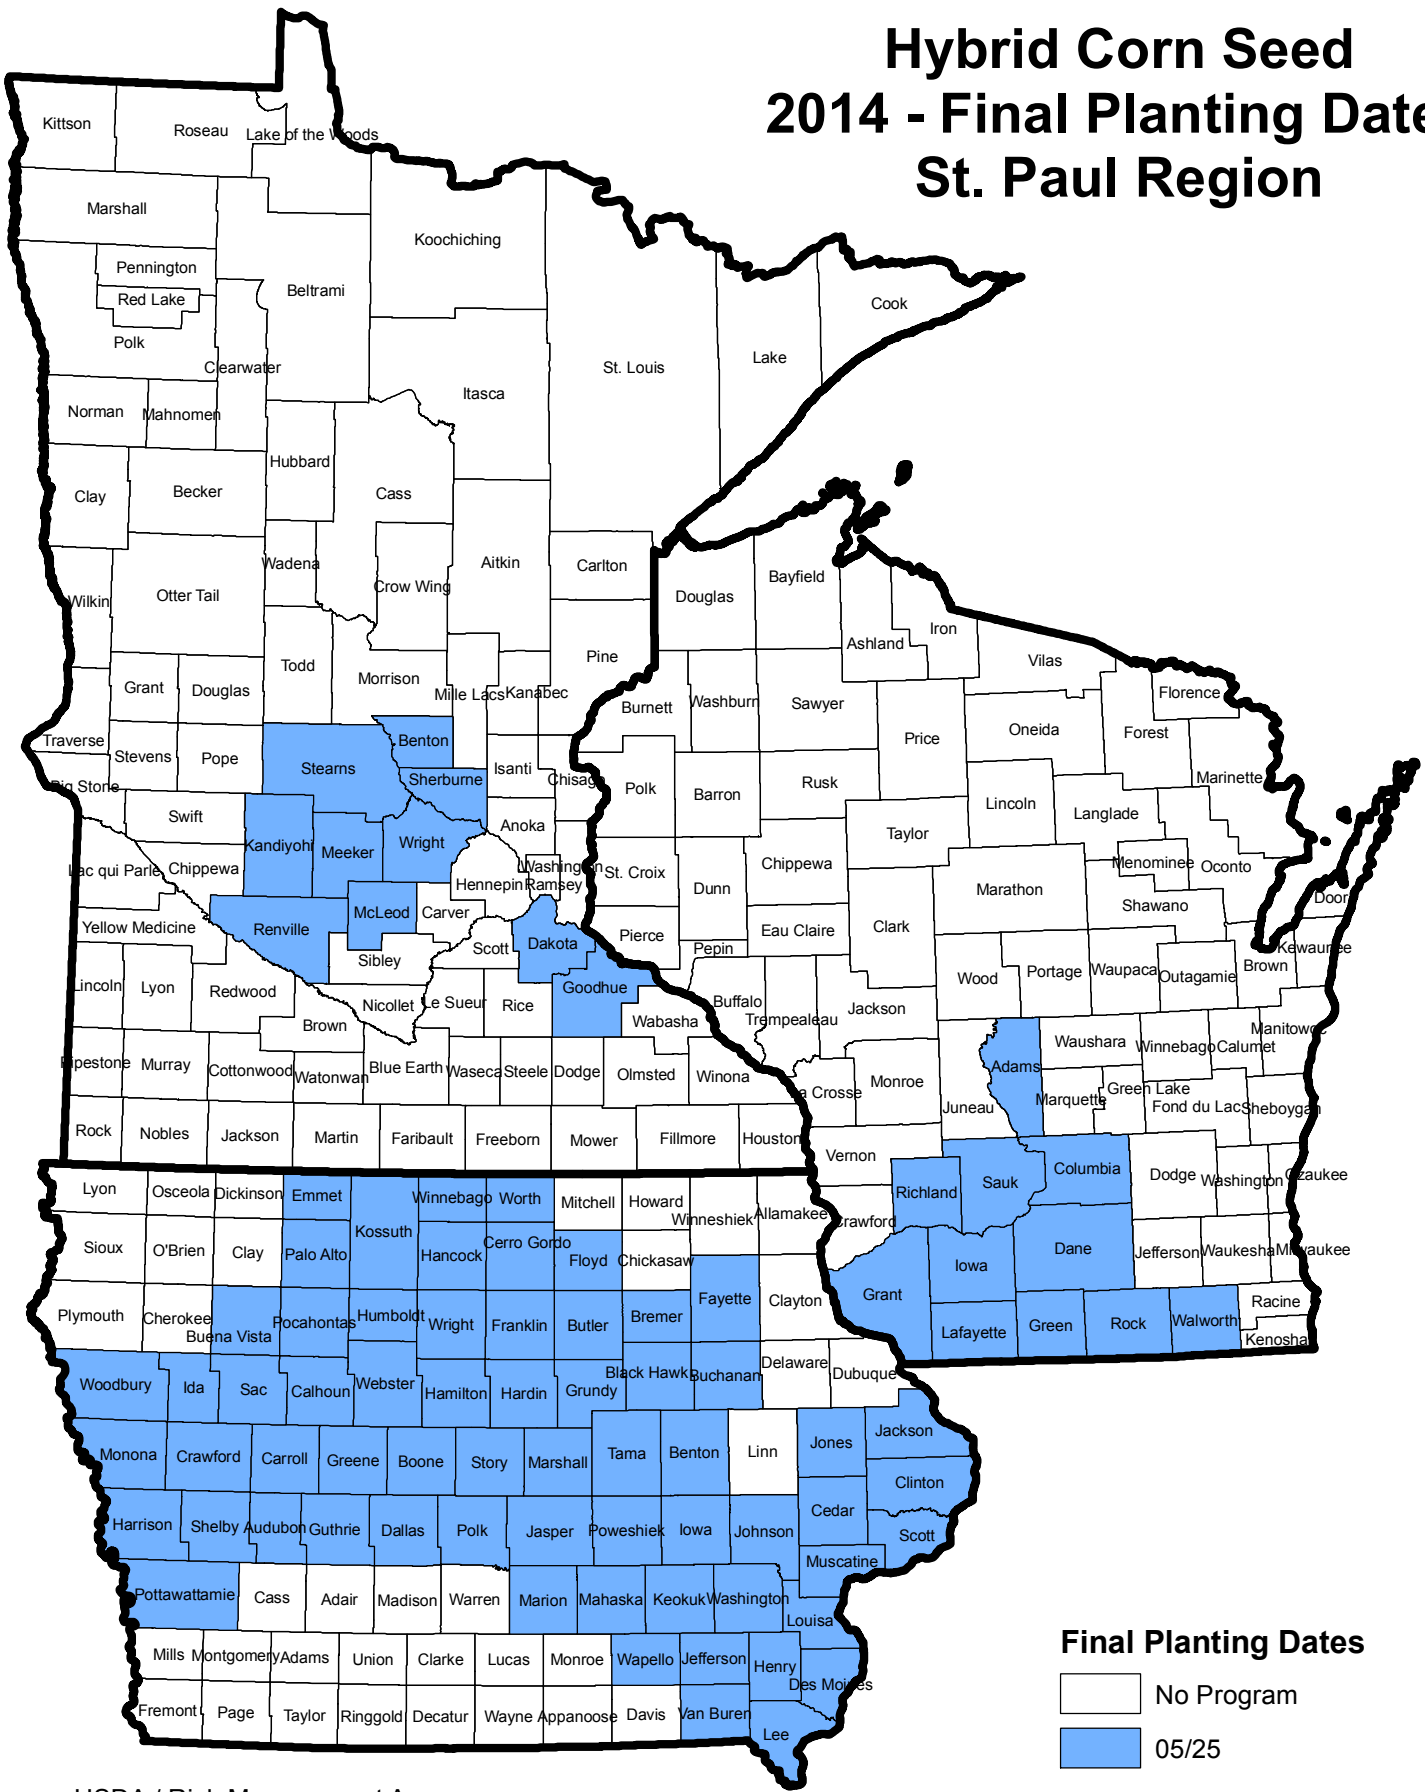 Hybrid Corn Seed
2014 - Final Planting Date
St. Paul Region
Kittson
Roseau
Lake of the Woods
Marshall
Koochiching
Pennington
Beltrami
Red Lake
Cook
Polk
Clearwater
St. Louis
Lake
Itasca
Norman
Mahnomen
Hubbard
Clay
Becker
Cass
Wadena
Aitkin
Carlton
Crow Wing
Bayfield
Wilkin
Otter Tail
Douglas
Ashland
Iron
Todd
Pine
Vilas
Grant
Douglas
Morrison
Mille Lacs
Kanabec
Burnett
Washburn
Sawyer
Florence
Traverse
Benton
Price
Oneida
Forest
Stevens
Pope
Stearns
Isanti
Chisago
Big Stone
Sherburne
Polk
Barron
Rusk
Marinette
Swift
Anoka
Lincoln
Langlade
Kandiyohi
Meeker
Wright
Taylor
Lac qui Parle
Chippewa
Washington
Hennepin
Ramsey
St. Croix
Dunn
Chippewa
Menominee
Oconto
Marathon
Door
Yellow Medicine
Renville
McLeod
Carver
Shawano
Scott
Dakota
Pierce
Pepin
Eau Claire
Clark
Sibley
Kewaunee
Lincoln
Lyon
Redwood
Goodhue
Wood
Portage
Waupaca
Outagamie
Brown
Nicollet
Le Sueur
Rice
Buffalo
Trempealeau
Jackson
Brown
Wabasha
Manitowoc
Waushara
Winnebago
Calumet
Pipestone
Murray
Cottonwood
Watonwan
Blue Earth
Waseca
Steele
Dodge
Olmsted
Winona
Adams
La Crosse
Monroe
Marquette
Green Lake
Juneau
Fond du Lac
Sheboygan
Rock
Nobles
Jackson
Martin
Faribault
Freeborn
Mower
Fillmore
Houston
Vernon
Columbia
Dodge
Washington
Ozaukee
Richland
Sauk
Lyon
Osceola
Dickinson
Emmet
Winnebago
Worth
Mitchell
Howard
Winneshiek
Allamakee
Crawford
Kossuth
Sioux
O'Brien
Clay
Palo Alto
Hancock
Cerro Gordo
Floyd
Chickasaw
Dane
Jefferson
Waukesha
Milwaukee
Iowa
Grant
Plymouth
Cherokee
Buena Vista
Pocahontas
Humboldt
Wright
Franklin
Butler
Bremer
Fayette
Clayton
Lafayette
Green
Rock
Walworth
Racine
Kenosha
Woodbury
Ida
Sac
Calhoun
Webster
Hamilton
Hardin
Grundy
Black Hawk
Buchanan
Delaware
Dubuque
Monona
Crawford
Carroll
Greene
Boone
Story
Marshall
Tama
Benton
Linn
Jones
Jackson
Clinton
Harrison
Shelby
Audubon
Guthrie
Dallas
Polk
Jasper
Poweshiek
Iowa
Johnson
Cedar
Scott
Muscatine
Pottawattamie
Cass
Adair
Madison
Warren
Marion
Mahaska
Keokuk
Washington
Louisa
Mills
Montgomery
Adams
Union
Clarke
Lucas
Monroe
Wapello
Jefferson
Henry
Des Moines
Fremont
Page
Taylor
Ringgold
Decatur
Wayne
Appanoose
Davis
Van Buren
Lee
Final Planting Dates
No Program
05/25